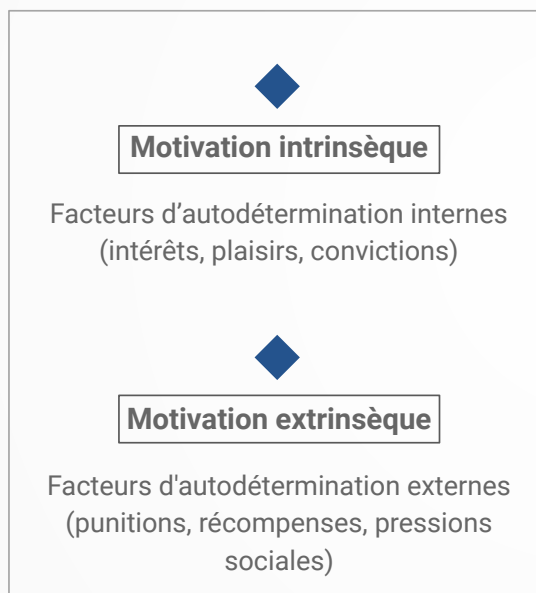 Motivation intrinsèque
Facteurs d’autodétermination internes
(intérêts, plaisirs, convictions)
Motivation extrinsèque
Facteurs d'autodétermination externes
(punitions, récompenses, pressions
sociales)